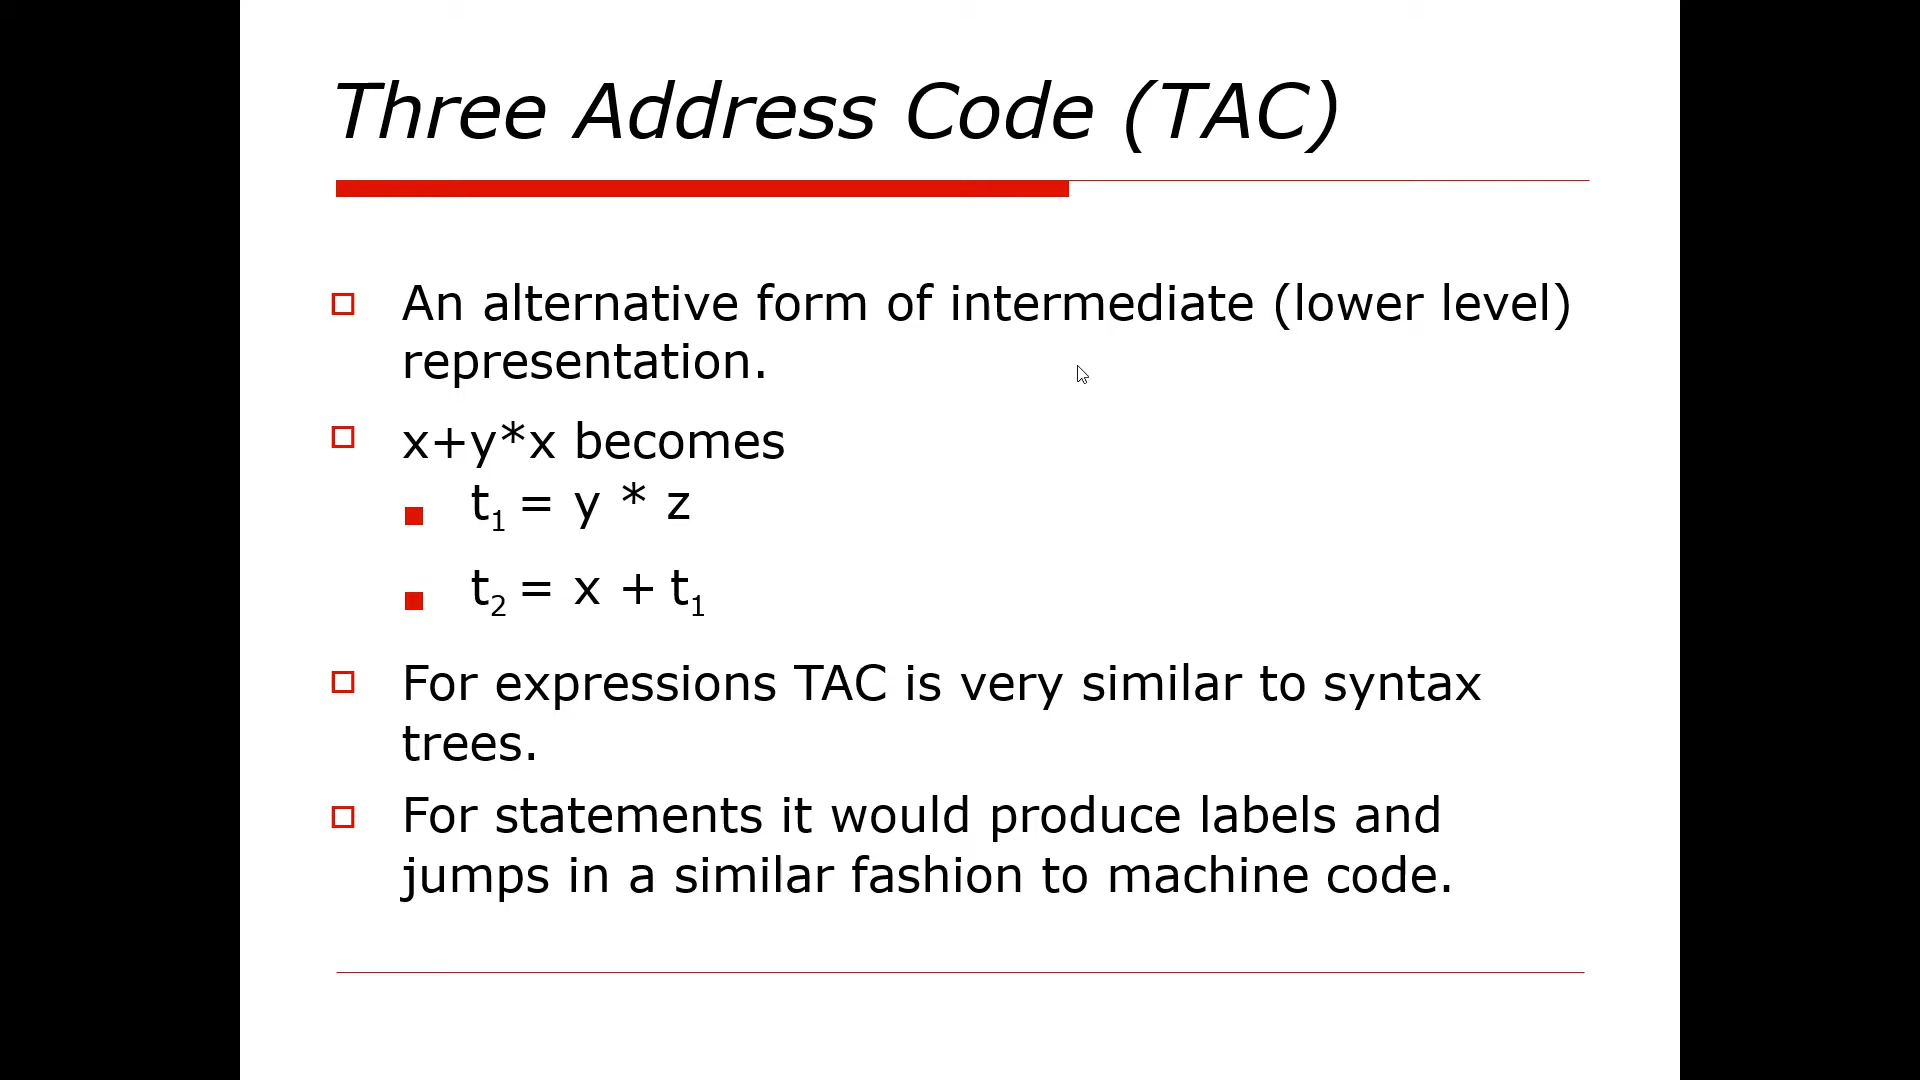 Three Address Code (TAC)
An alternative form of intermediate (lower level)
representation.
x+y*x becomes
t₁ = y * z
t₂ = x + t₁
For expressions TAC is very similar to syntax
trees.
For statements it would produce labels and
jumps in a similar fashion to machine code.